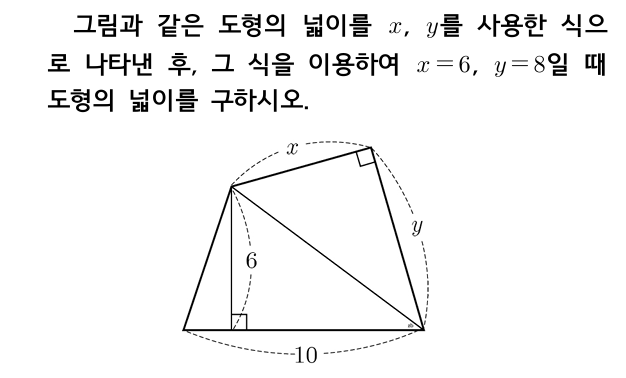 그림과 같은 도형의 넓이를 x, y를 사용한 식으
로 나타낸 후, 그 식을 이용하여 x=6, y=8일 때
도형의 넓이를 구하시오.
x
y
6
10